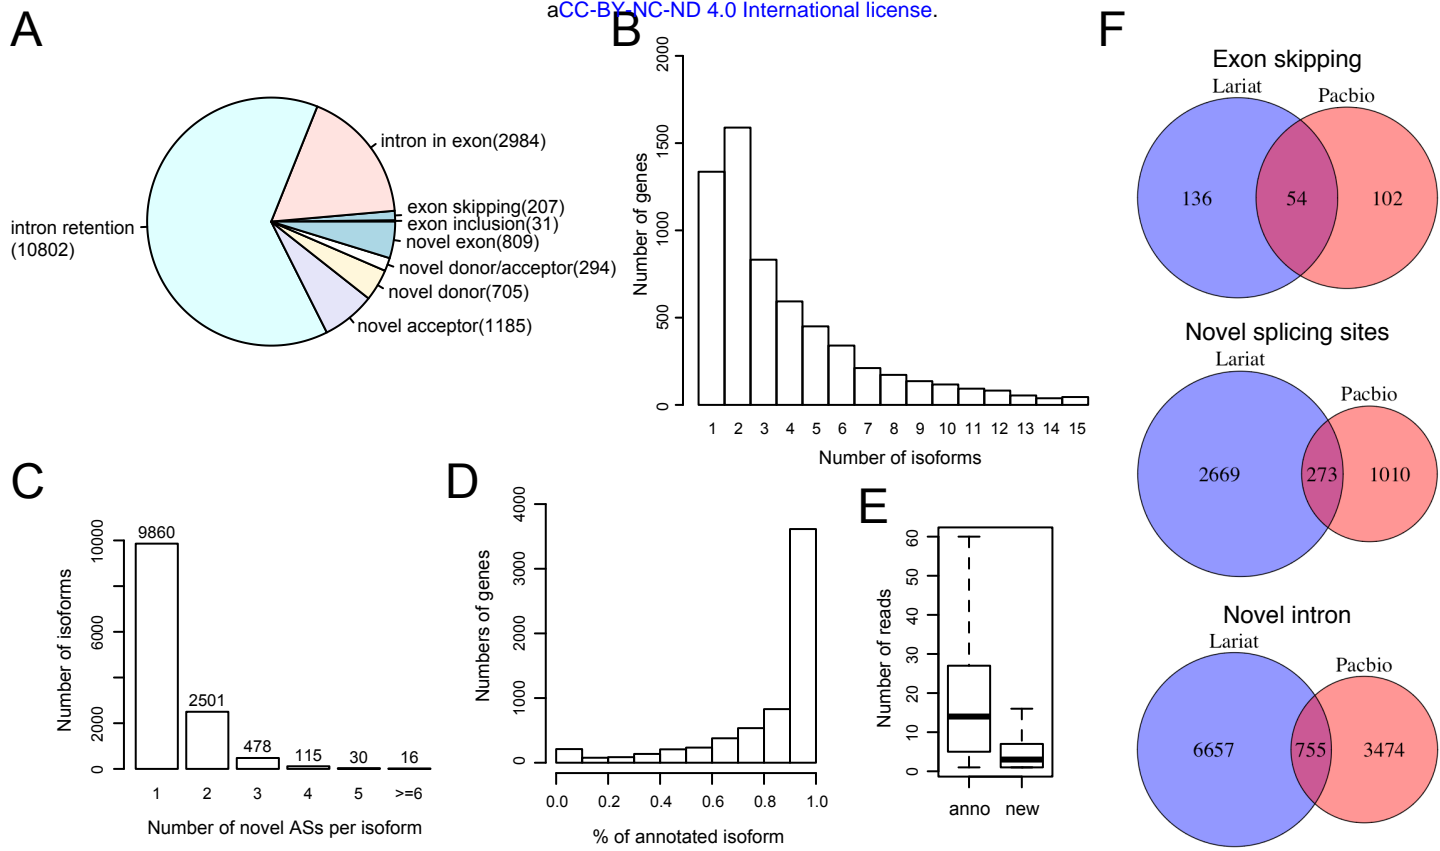 aCC-BY-NC-ND 4.0 International license.
A
intron in exon(2984)
exon skipping(207)
exon inclusion(31)
novel exon(809)
novel donor/acceptor(294)
novel donor(705)
novel acceptor(1185)
intron retention
(10802)
B
Number of genes
0
500
1000
1500
2000
1 2 3 4 5 6 7 8 9 10 11 12 13 14 15
Number of isoforms
C
Number of isoforms
0
2000
6000
10000
9860
2501
478
115
30
16
1 2 3 4 5 >=6
Number of novel ASs per isoform
D
Numbers of genes
0
1000
2000
3000
4000
0.0 0.2 0.4 0.6 0.8 1.0
% of annotated isoform
E
Number of reads
0
10
20
30
40
50
60
anno new
F
Exon skipping
Lariat
Pacbio
136 54 102
Novel splicing sites
Lariat
Pacbio
2669 273 1010
Novel intron
Lariat
Pacbio
6657 755 3474